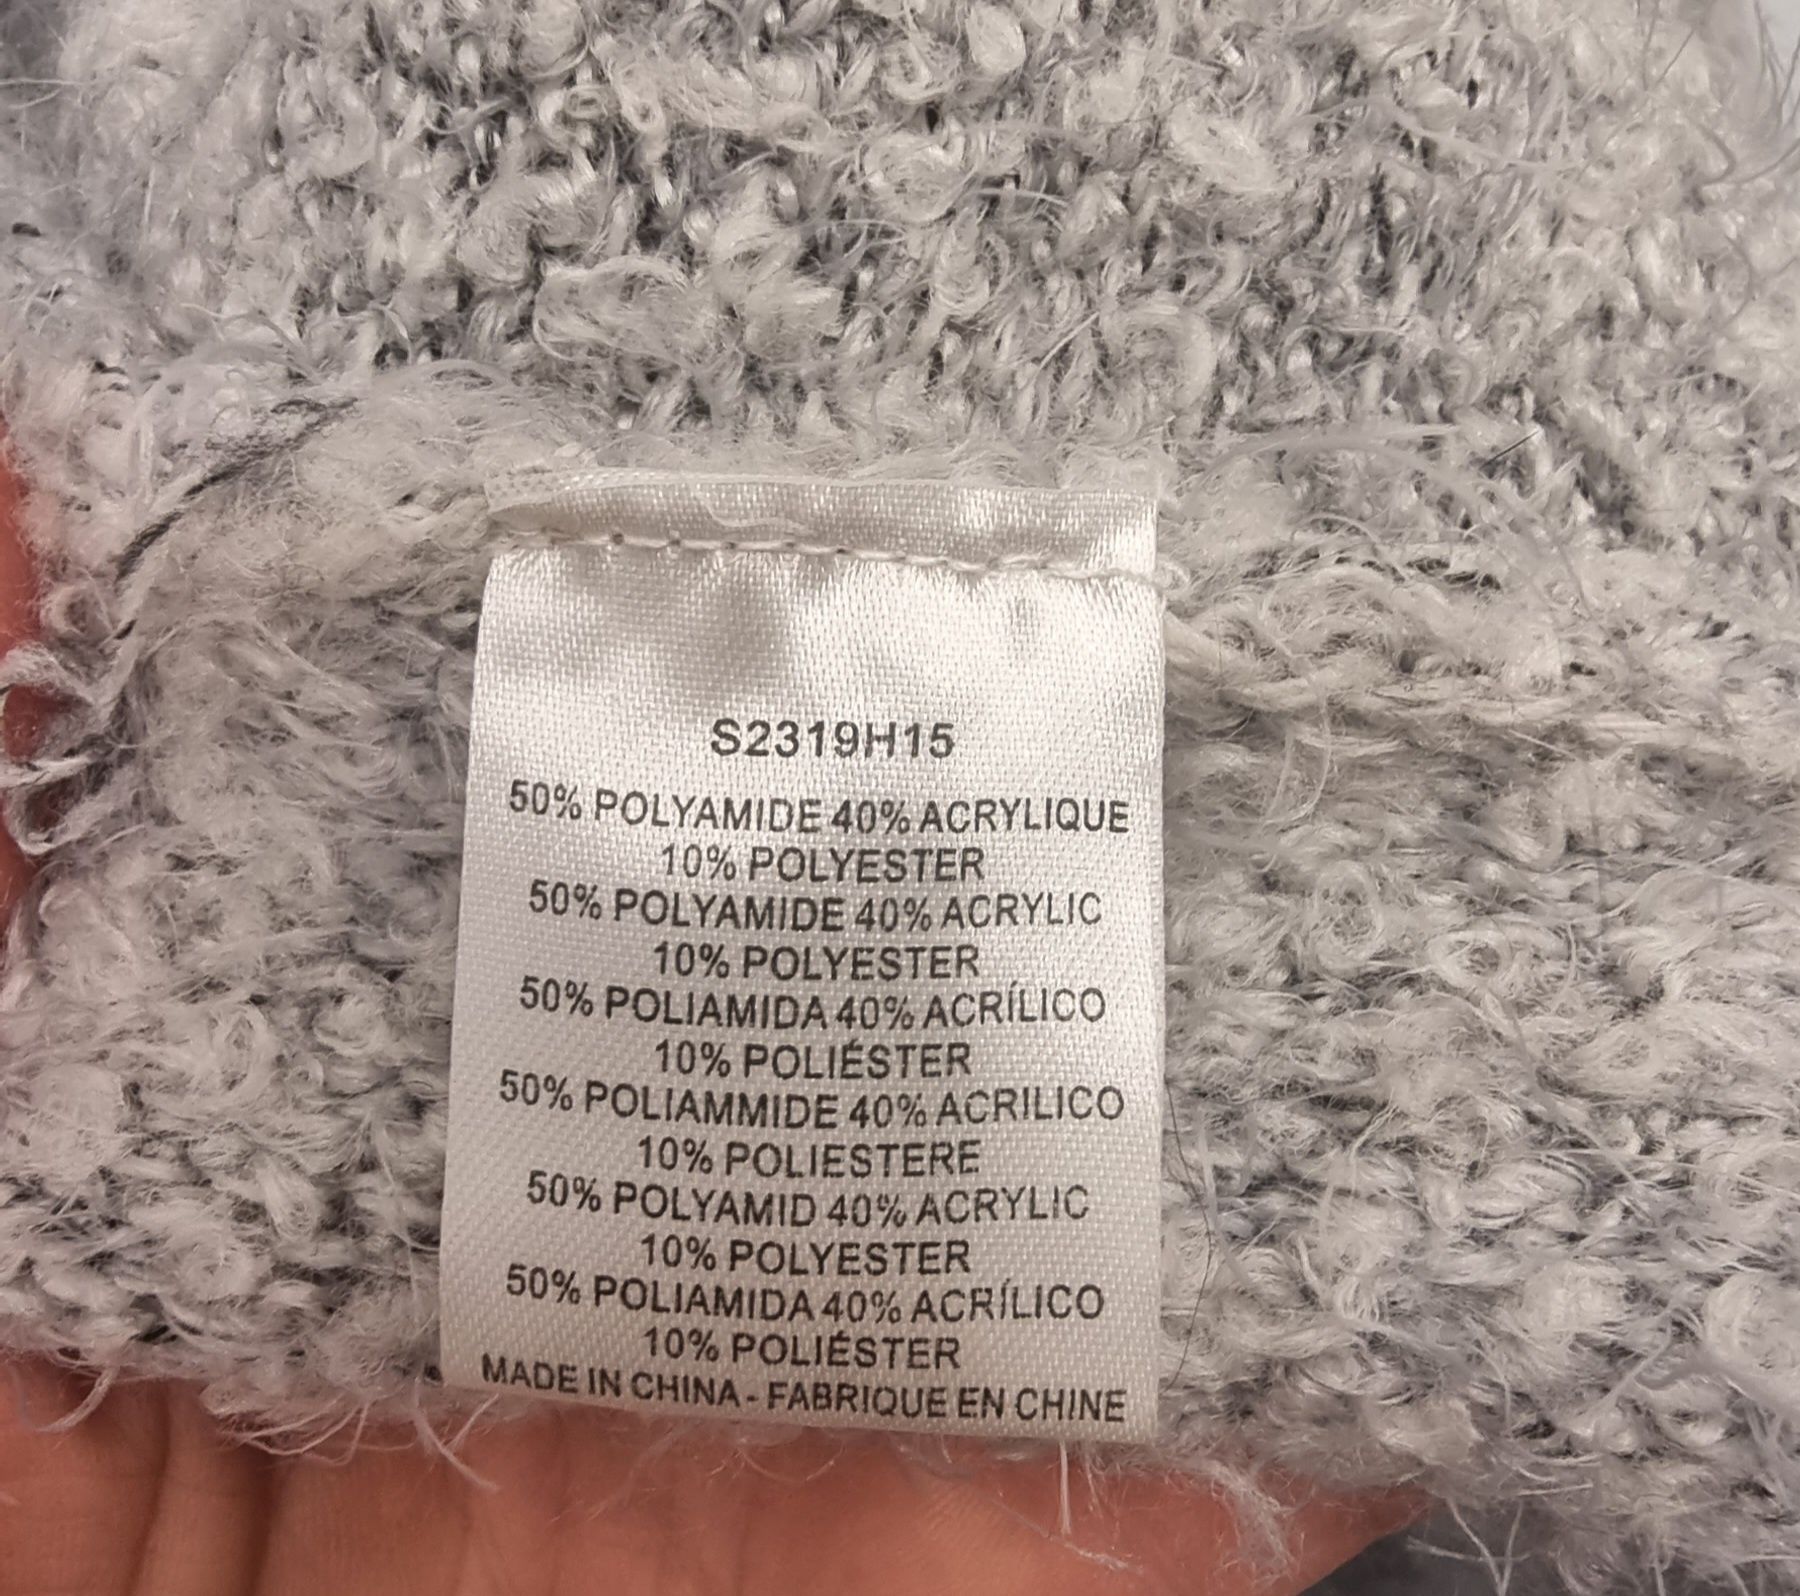 S2319H15
50% POLYAMIDE 40% ACRYLIQUE
10% POLYESTER
50% POLYAMIDE 40% ACRYLIC
10% POLYESTER
50% POLIAMIDA 40% ACRÍLICO
10% POLIÉSTER
50% POLIAMMIDE 40% ACRILICO
10% POLIESTERE
50% POLYAMID 40% ACRYLIC
10% POLYESTER
50% POLIAMIDA 40% ACRÍLICO
10% POLIÉSTER
MADE IN CHINA - FABRIQUE EN CHINE